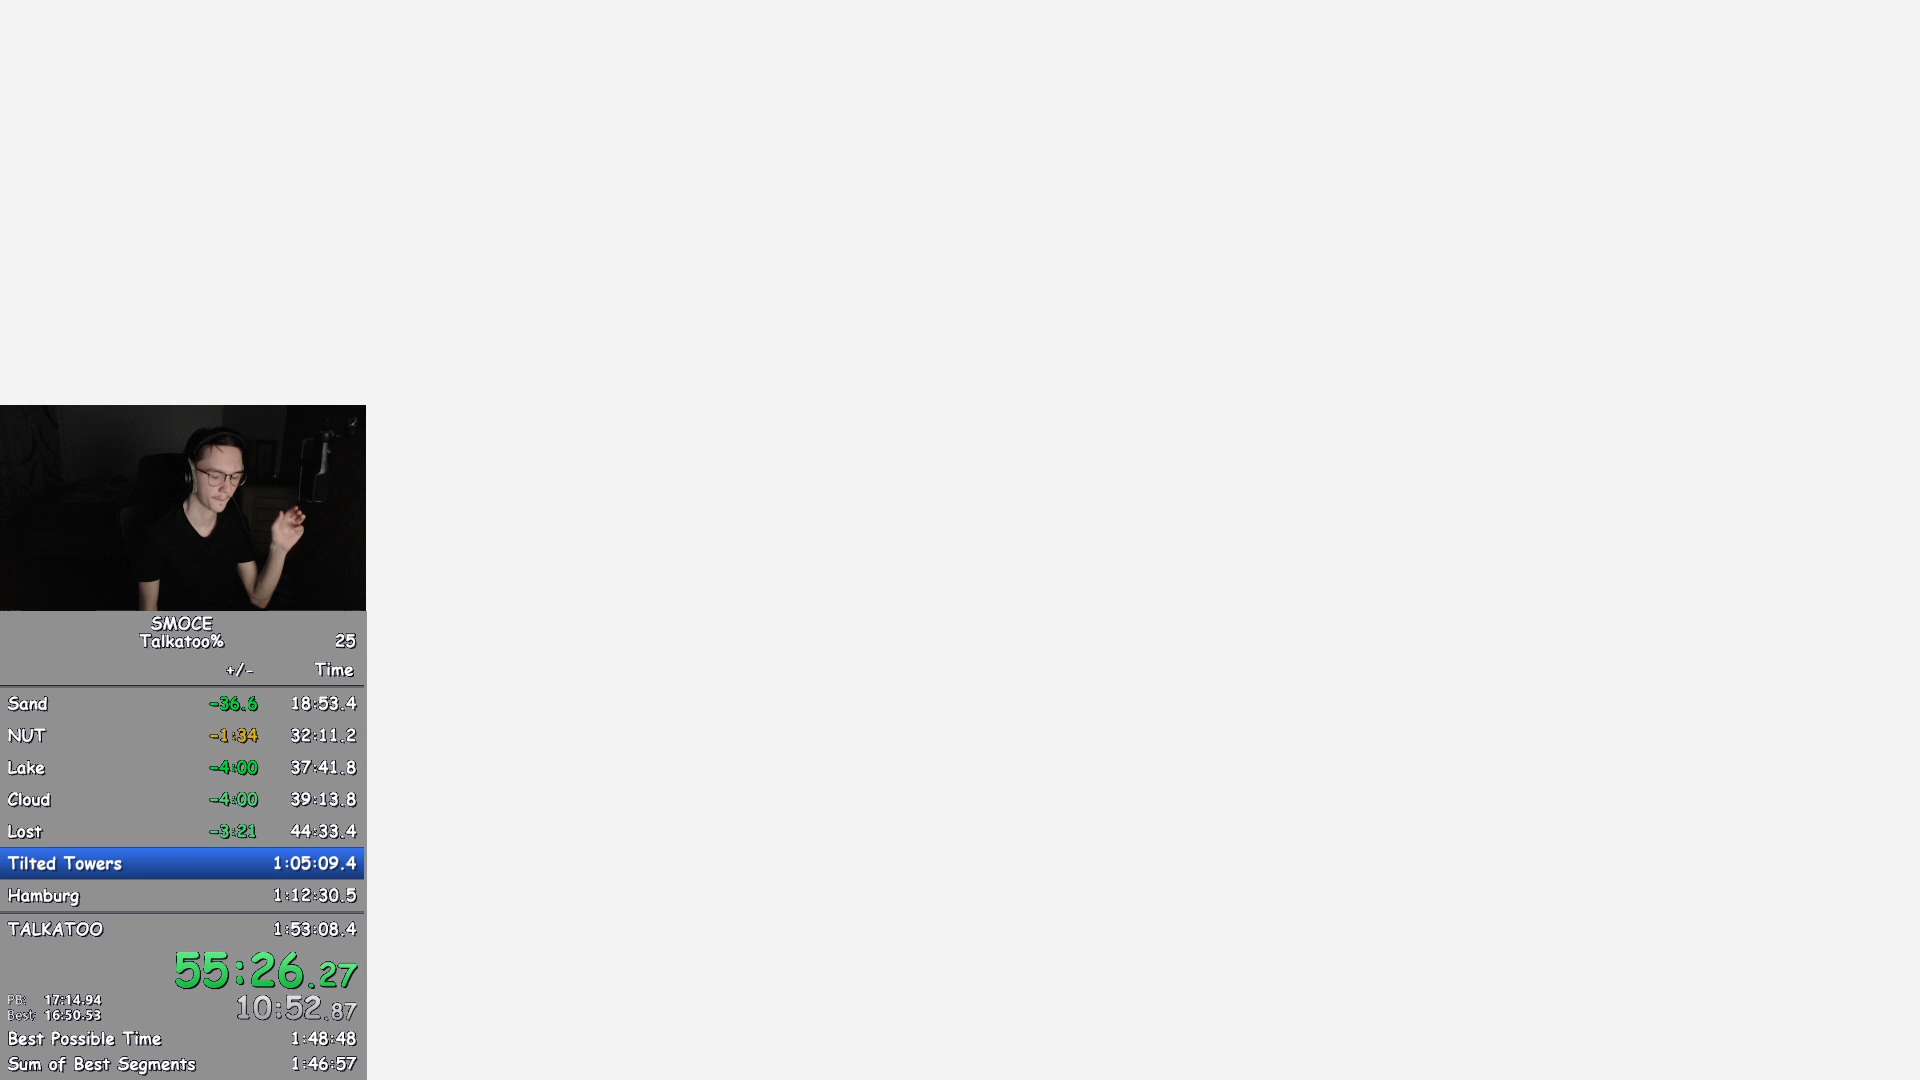 SMOCE
Talkatoo% 25
+/- Time
Sand -36.6 18:53.4
NUT -1:34 32:11.2
Lake -4:00 37:41.8
Cloud -4:00 39:13.8
Lost -3:21 44:33.4
Tilted Towers 1:05:09.4
Hamburg 1:12:30.5
TALKATOO 1:53:08.4
55:26.27
PB: 17:14.94 10:52.87
Best: 16:50.53
Best Possible Time 1:48:48
Sum of Best Segments 1:46:57